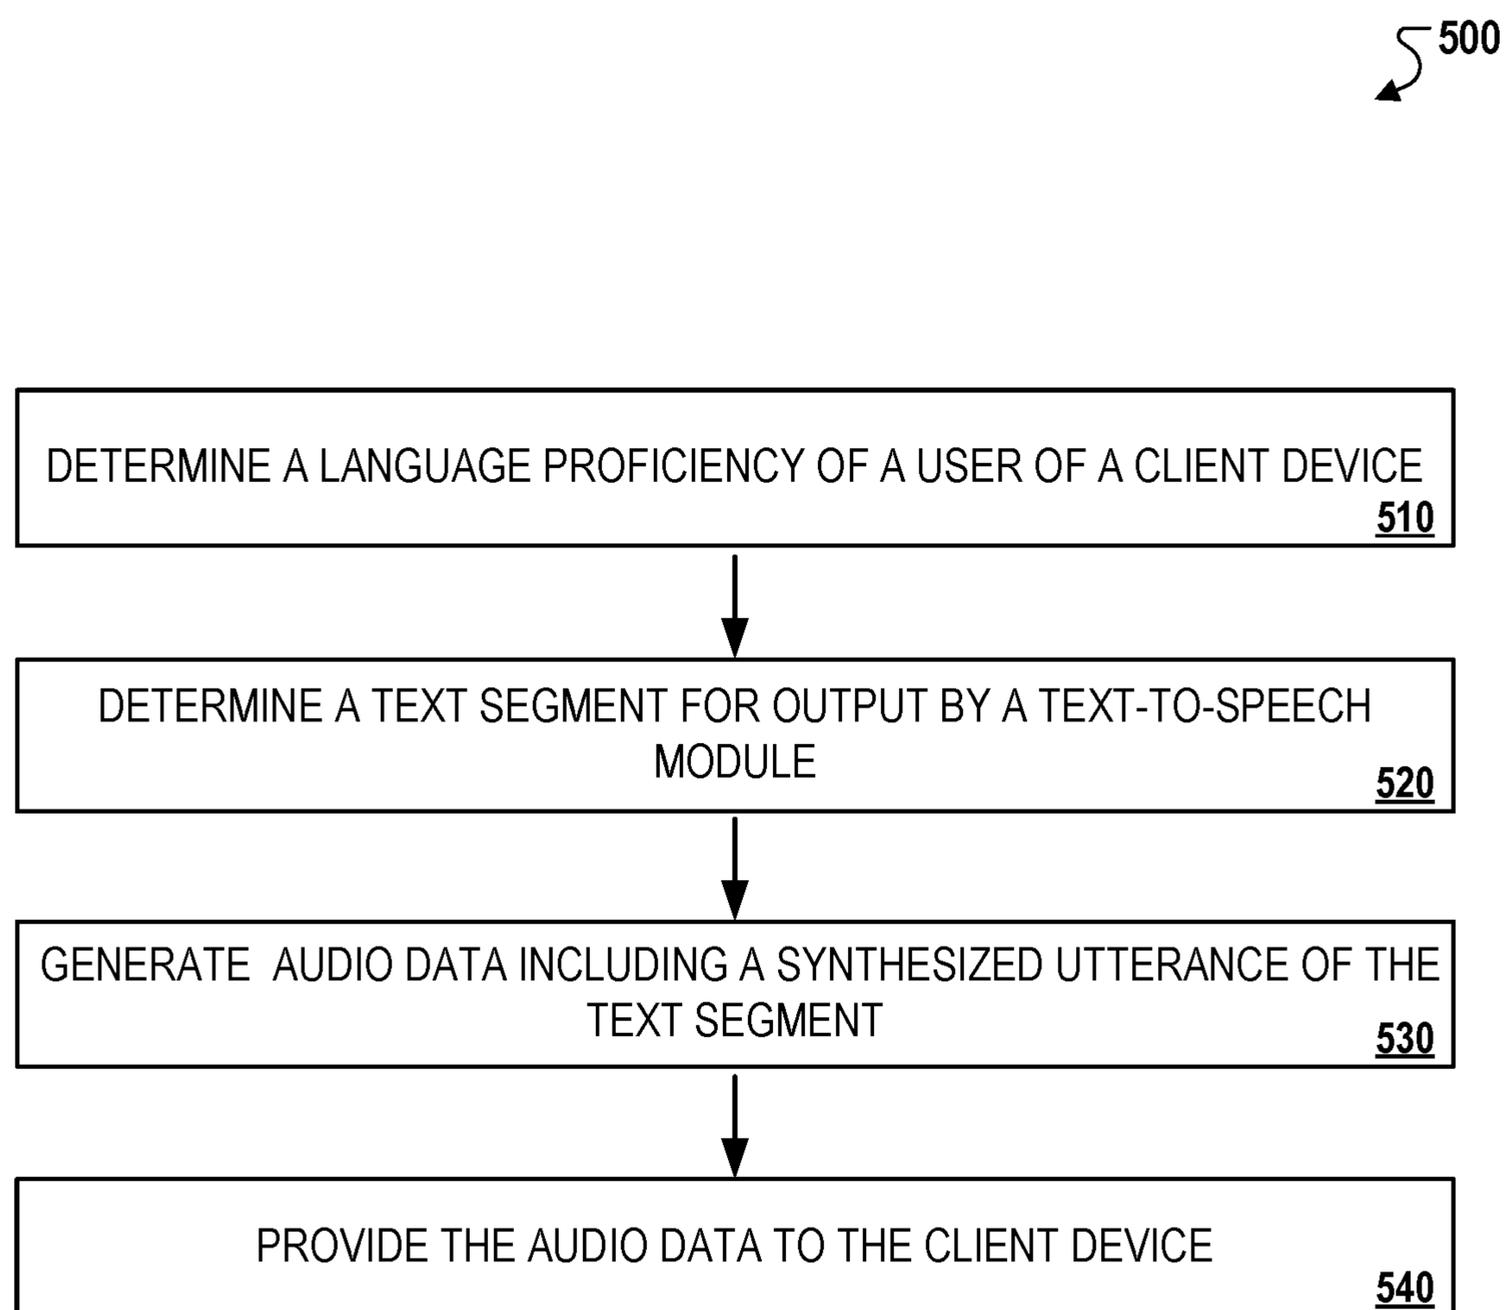 500
DETERMINE A LANGUAGE PROFICIENCY OF A USER OF A CLIENT DEVICE
510
DETERMINE A TEXT SEGMENT FOR OUTPUT BY A TEXT-TO-SPEECH
MODULE
520
GENERATE AUDIO DATA INCLUDING A SYNTHESIZED UTTERANCE OF THE
TEXT SEGMENT
530
PROVIDE THE AUDIO DATA TO THE CLIENT DEVICE
540